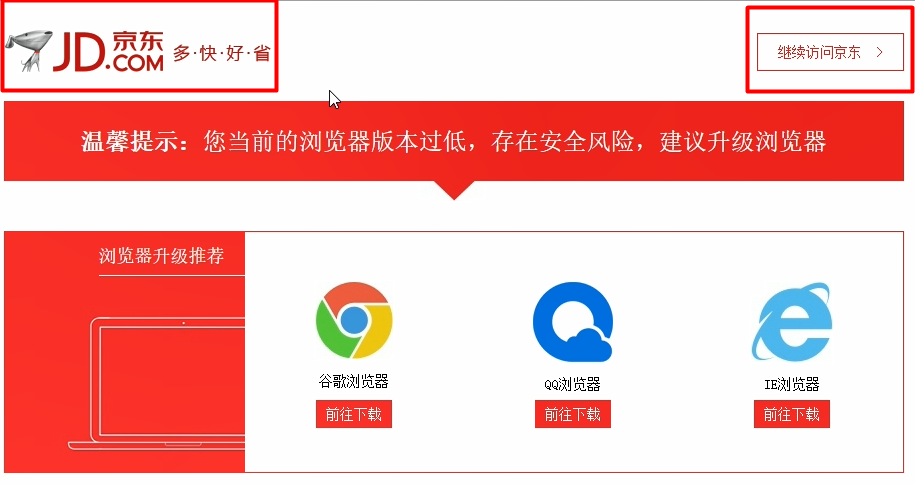 JD京东
.COM 多·快·好·省
继续访问京东 >
温馨提示：您当前的浏览器版本过低，存在安全风险，建议升级浏览器
浏览器升级推荐
谷歌浏览器
前往下载
QQ浏览器
前往下载
IE浏览器
前往下载